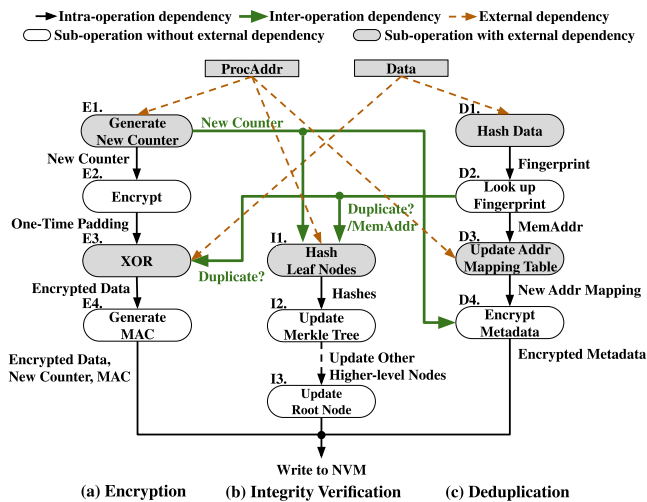 Intra-operation dependency
Inter-operation dependency
External dependency
Sub-operation without external dependency
Sub-operation with external dependency
ProcAddr
Data
E1.
Generate
New Counter
New Counter
New Counter
E2.
Encrypt
One-Time Padding
E3.
XOR
Duplicate?
Encrypted Data
E4.
Generate
MAC
Encrypted Data,
New Counter, MAC
Duplicate?
/MemAddr
I1.
Hash
Leaf Nodes
Hashes
I2.
Update
Merkle Tree
Update Other
Higher-level Nodes
I3.
Update
Root Node
D1.
Hash Data
Fingerprint
D2.
Look up
Fingerprint
MemAddr
D3.
Update Addr
Mapping Table
New Addr Mapping
D4.
Encrypt
Metadata
Encrypted Metadata
Write to NVM
(a) Encryption
(b) Integrity Verification
(c) Deduplication